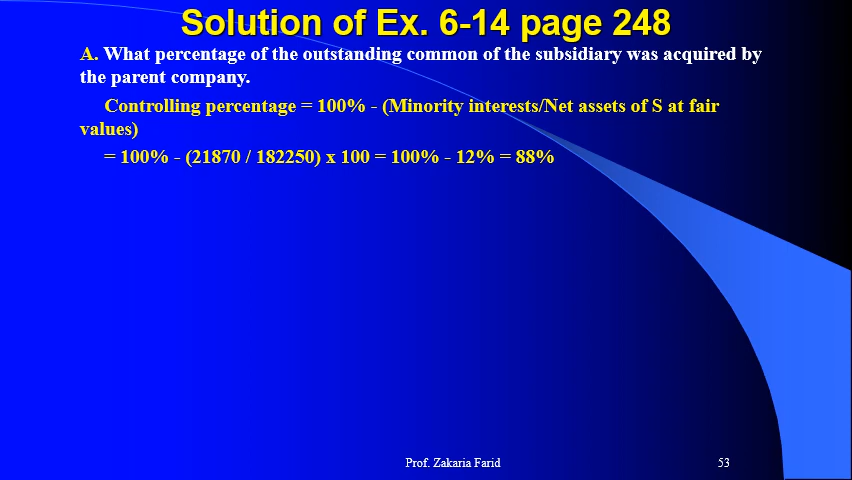 Solution of Ex. 6-14 page 248
A. What percentage of the outstanding common of the subsidiary was acquired by
the parent company.
Controlling percentage = 100% - (Minority interests/Net assets of S at fair
values)
= 100% - (21870 / 182250) x 100 = 100% - 12% = 88%
Prof. Zakaria Farid
53